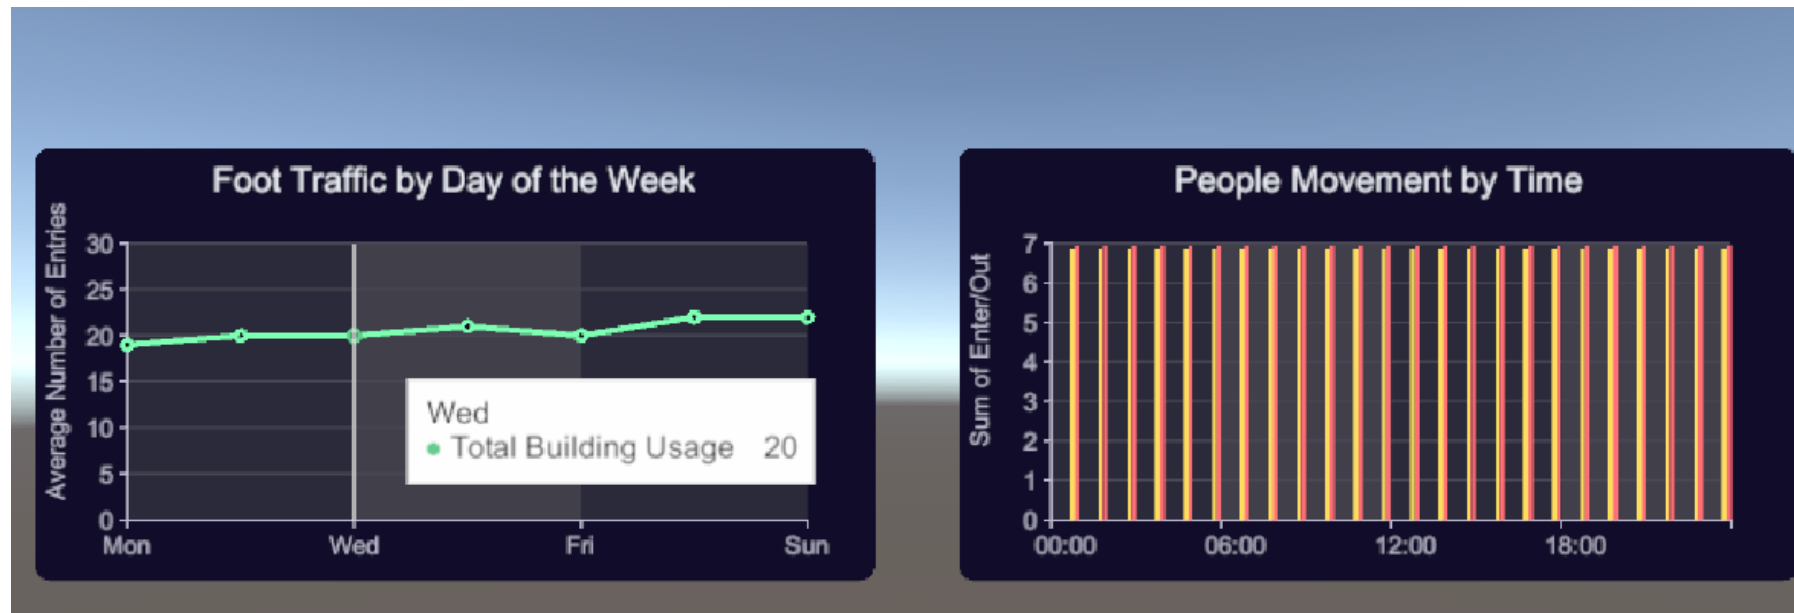 Foot Traffic by Day of the Week
Average Number of Entries
30
25
20
15
10
5
0
Mon
Wed
Fri
Sun
Wed
Total Building Usage 20
People Movement by Time
Sum of Enter/Out
7
6
5
4
3
2
1
0
00:00
06:00
12:00
18:00